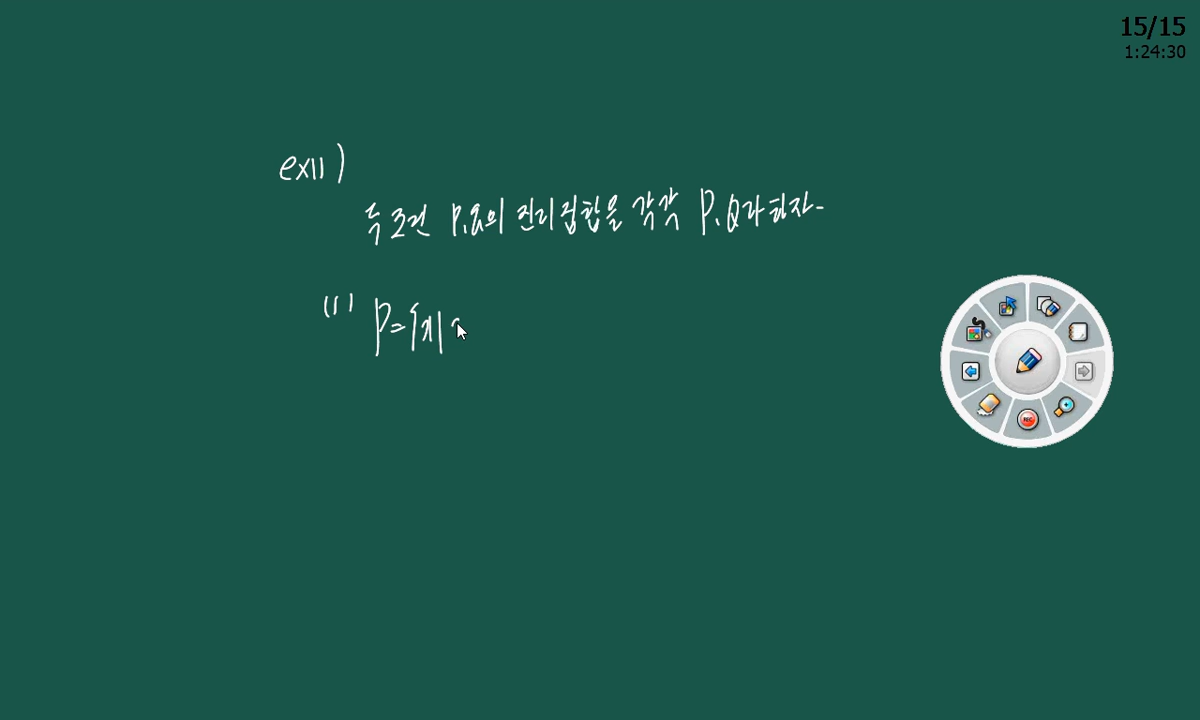 15/15
1:24:30
ex11)
두 조건 p, q의 진리집합을 각각 P, Q라 하자.
(1) P={x|